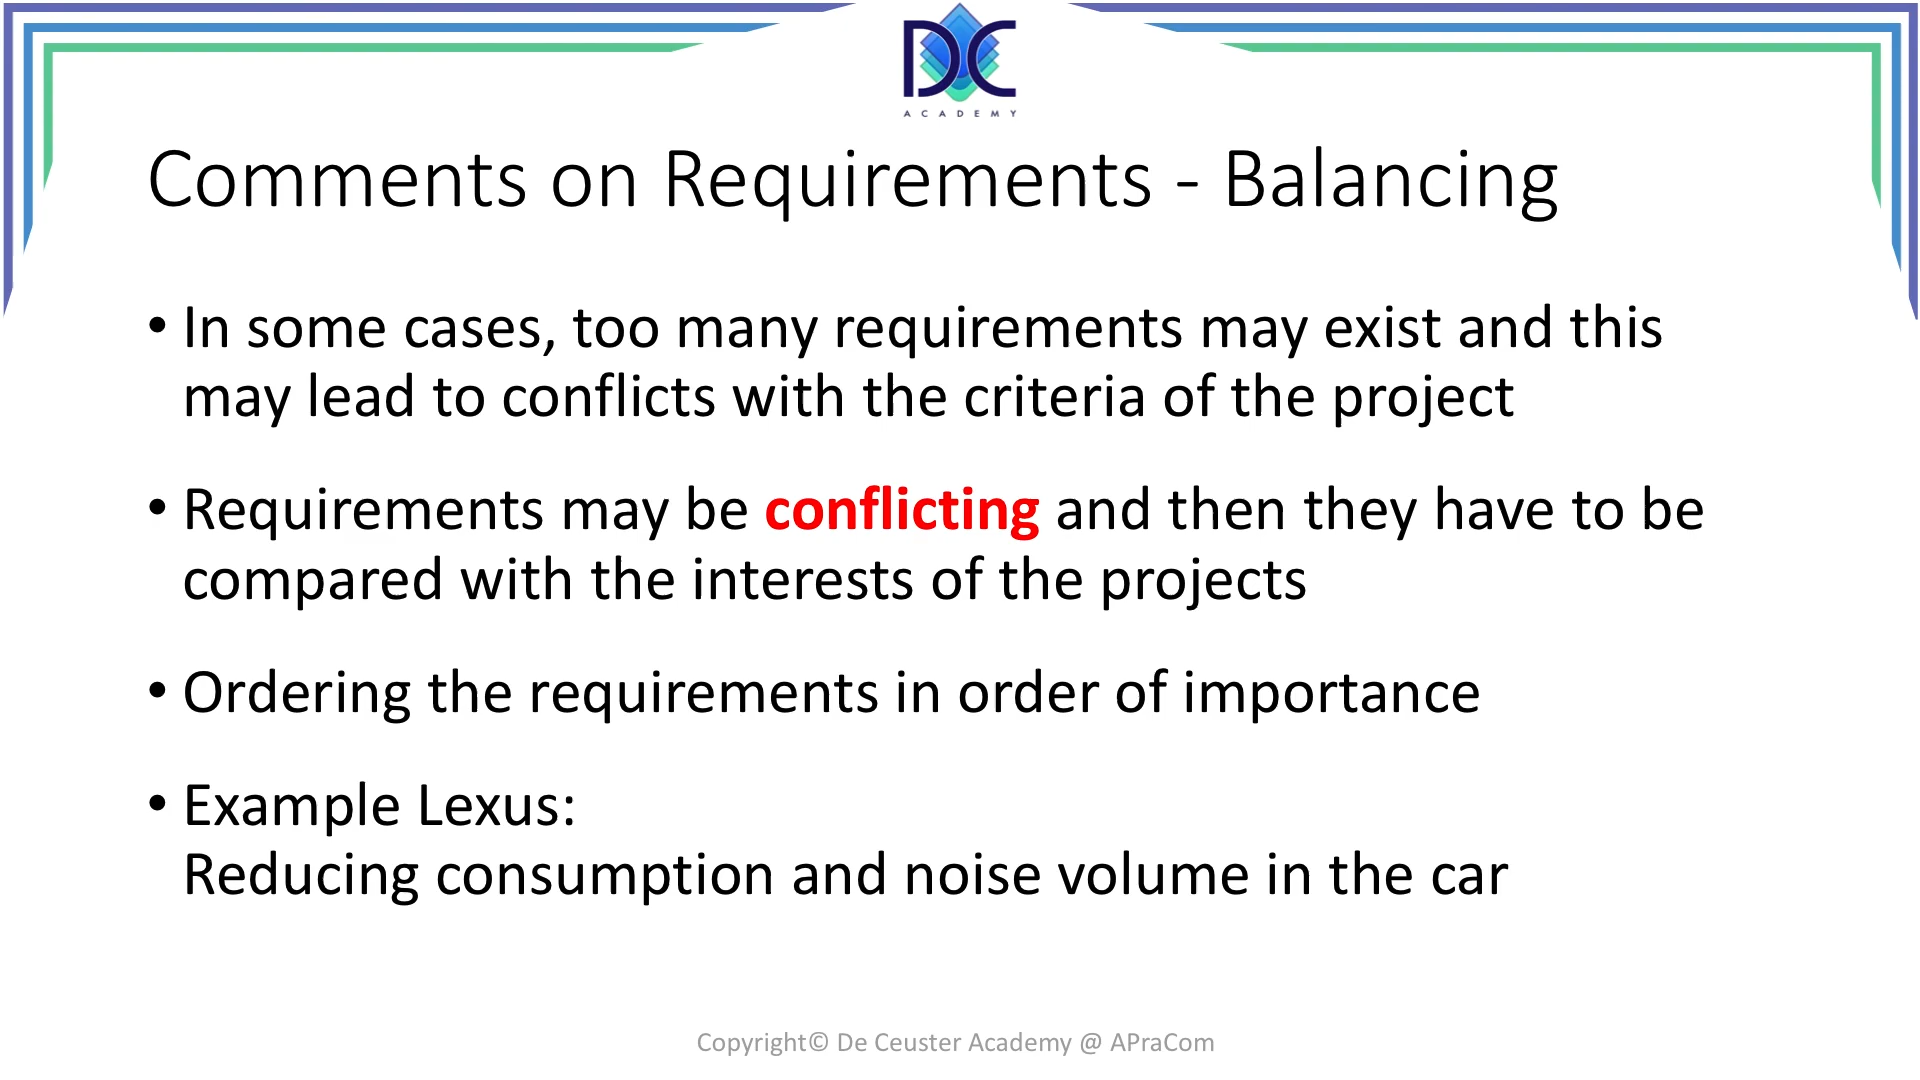 DC
ACADEMY
Comments on Requirements - Balancing
• In some cases, too many requirements may exist and this
may lead to conflicts with the criteria of the project
• Requirements may be conflicting and then they have to be
compared with the interests of the projects
• Ordering the requirements in order of importance
• Example Lexus:
Reducing consumption and noise volume in the car
Copyright© De Ceuster Academy @ APraCom